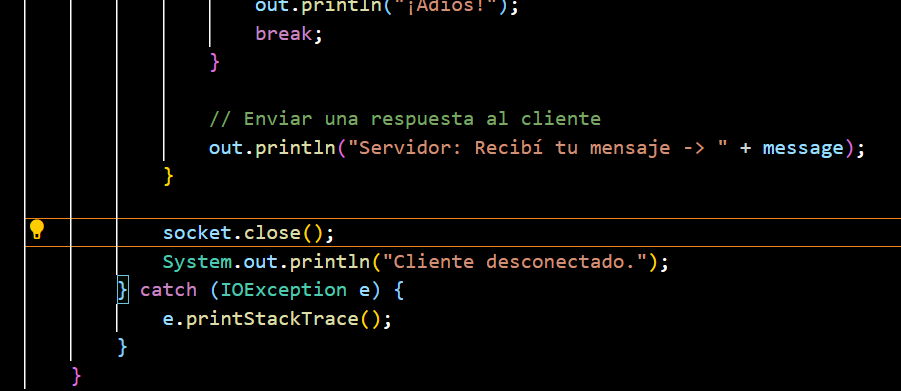 out.println("¡Adiós!");
break;
}
// Enviar una respuesta al cliente
out.println("Servidor: Recibí tu mensaje -> " + message);
}
socket.close();
System.out.println("Cliente desconectado.");
} catch (IOException e) {
e.printStackTrace();
}
}